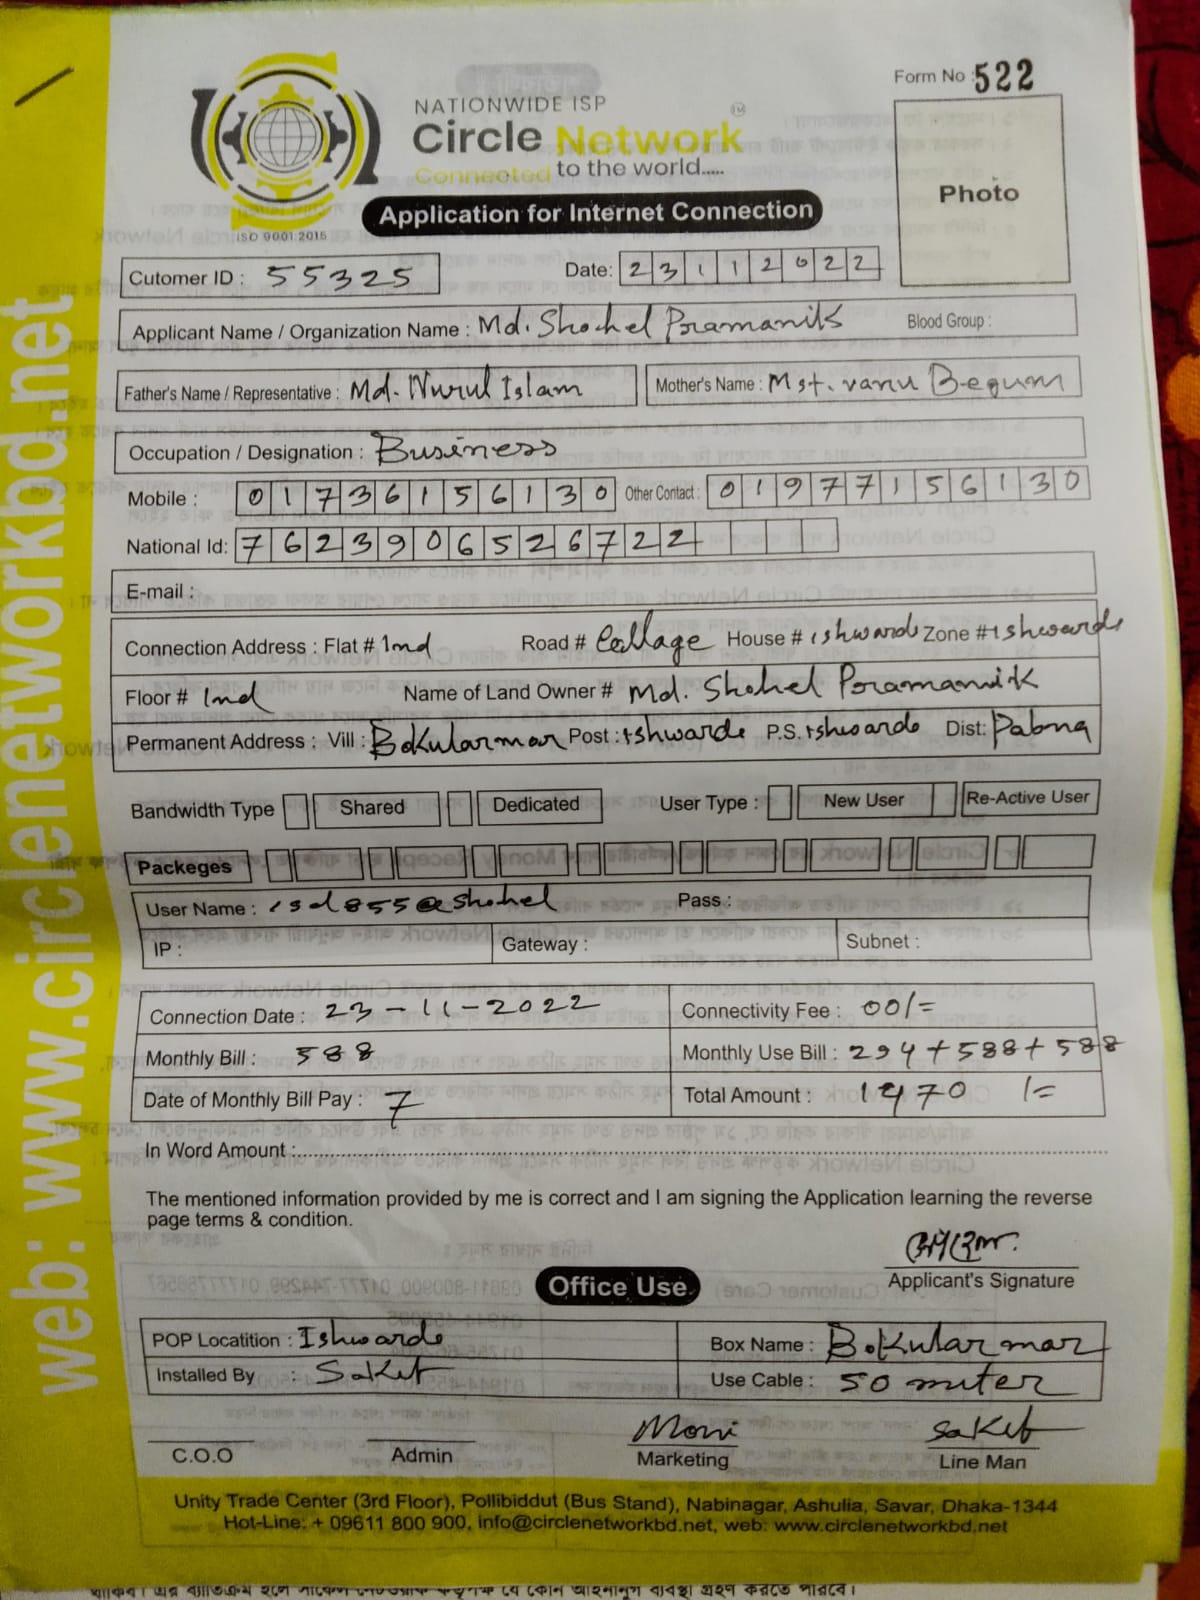 Form No : 522
NATIONWIDE ISP
Circle Network
Connected to the world.....
ISO 9001:2015
Application for Internet Connection
Photo
Cutomer ID : 55325
Date: 23112022
Applicant Name / Organization Name : Md. Shohel Pramanik
Blood Group :
Father's Name / Representative : Md. Nurul Islam
Mother's Name : Mst. vanu Begum
Occupation / Designation : Business
Mobile : 01736156130 Other Contact : 01977156130
National Id: 7623906526722
E-mail :
Connection Address : Flat # 1nd Road # Collage House # ishwardi Zone # ishwardi
Floor # 1nd Name of Land Owner # Md. Shohel Poramanik
Permanent Address : Vill : Bokularmar Post : ishwardi P.S. ishwardi Dist: Pabna
Bandwidth Type Shared Dedicated User Type : New User Re-Active User
Packeges
User Name : isd855@shohel Pass :
IP : Gateway : Subnet :
Connection Date : 23-11-2022 Connectivity Fee : 00/=
Monthly Bill : 588 Monthly Use Bill : 294+588+588
Date of Monthly Bill Pay : 7 Total Amount : 1470 /=
In Word Amount :
The mentioned information provided by me is correct and I am signing the Application learning the reverse
page terms & condition.
Applicant's Signature
Office Use
POP Locatition : Ishwardi Box Name : Bokularmar
Installed By : Sakib Use Cable : 50 miter
Moni Sakib
C.O.O Admin Marketing Line Man
Unity Trade Center (3rd Floor), Pollibiddut (Bus Stand), Nabinagar, Ashulia, Savar, Dhaka-1344
Hot-Line: + 09611 800 900, info@circlenetworkbd.net, web: www.circlenetworkbd.net
web: www.circlenetworkbd.net